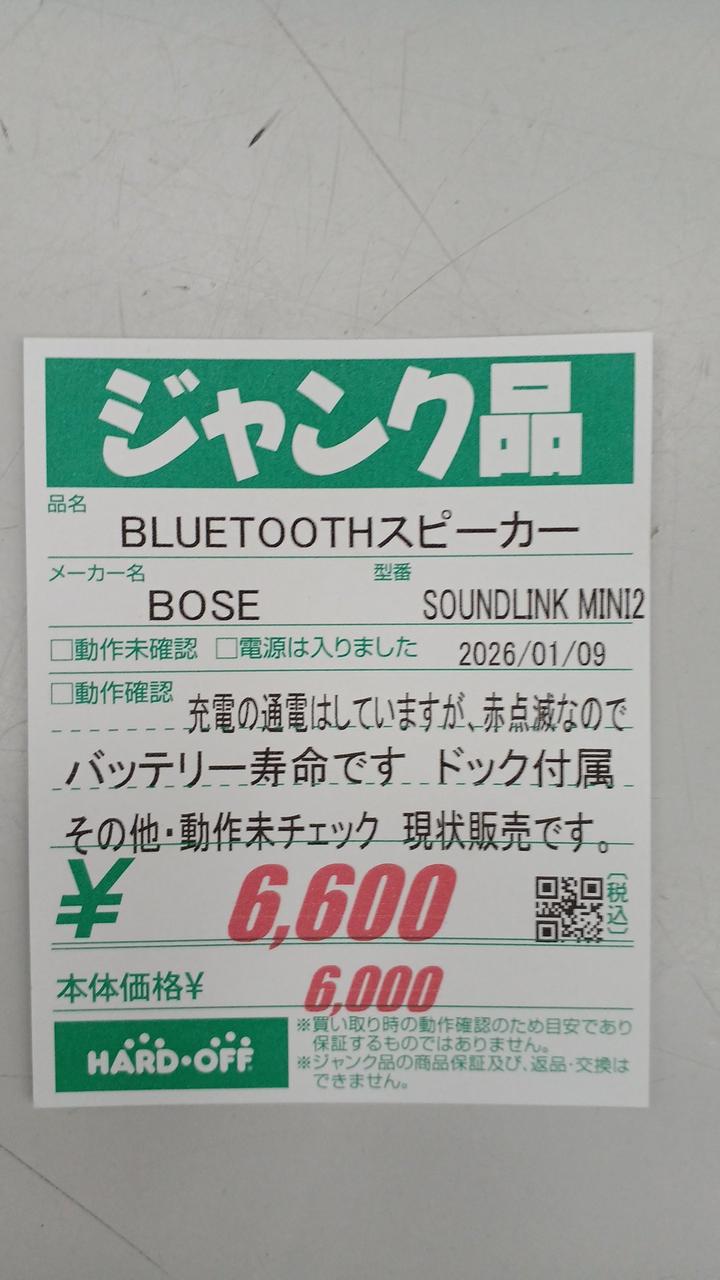 ジャンク品
品名
BLUETOOTHスピーカー
メーカー名 型番
BOSE SOUNDLINK MINI2
□動作未確認 □電源は入りました 2026/01/09
□動作確認 充電の通電はしていますが、赤点滅なので
バッテリー寿命です ドック付属
その他・動作未チェック 現状販売です。
¥ 6,600 〔税込〕
本体価格¥ 6,000
HARD・OFF
※買い取り時の動作確認のため目安であり
保証するものではありません。
※ジャンク品の商品保証及び、返品・交換は
できません。